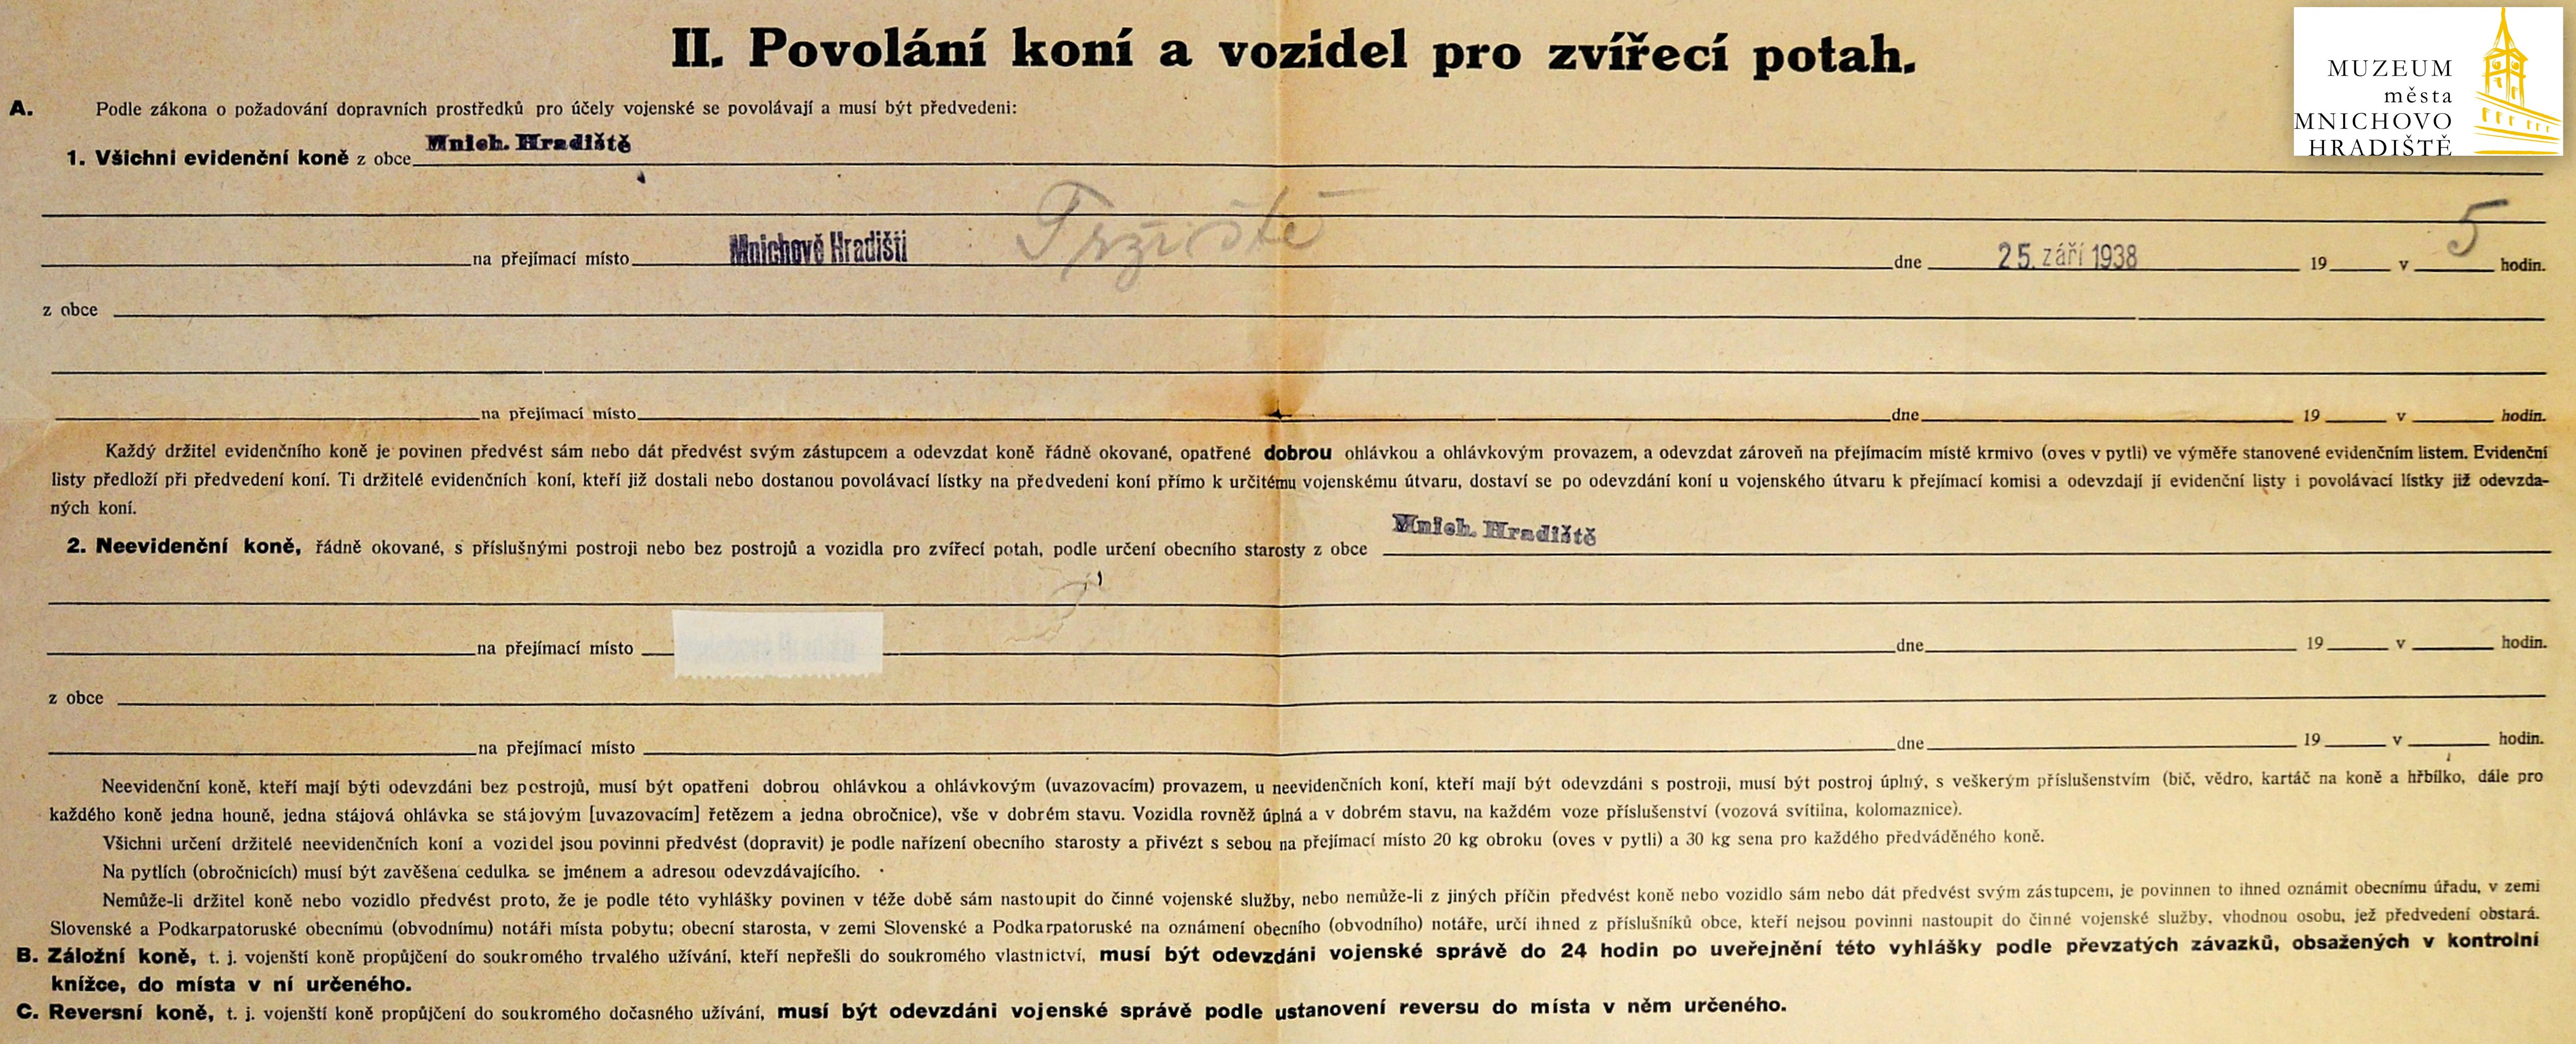 II. Povolání koní a vozidel pro zvířecí potah.
MUZEUM
města
MNICHOVO
HRADIŠTĚ
A. Podle zákona o požadování dopravních prostředků pro účely vojenské se povolávají a musí být předvedeni:
1. Všichni evidenční koně z obce Mnich. Hradiště
na přejímací místo Mnichově Hradišti Tržiště dne 25. září 1938 19 v 5 hodin.
z obce
na přejímací místo dne 19 v hodin.
Každý držitel evidenčního koně je povinen předvést sám nebo dát předvést svým zástupcem a odevzdat koně řádně okované, opatřené dobrou ohlávkou a ohlávkovým provazem, a odevzdat zároveň na přejímacím místě krmivo (oves v pytli) ve výměře stanovené evidenčním listem. Evidenční
listy předloží při předvedení koní. Ti držitelé evidenčních koní, kteří již dostali nebo dostanou povolávací lístky na předvedení koní přímo k určitému vojenskému útvaru, dostaví se po odevzdání koní u vojenského útvaru k přejímací komisi a odevzdají jí evidenční listy i povolávací lístky již odevzda-
ných koní.
2. Neevidenční koně, řádně okované, s příslušnými postroji nebo bez postrojů a vozidla pro zvířecí potah, podle určení obecního starosty z obce Mnich. Hradiště
na přejímací místo dne 19 v hodin.
z obce
na přejímací místo dne 19 v hodin.
Neevidenční koně, kteří mají býti odevzdáni bez postrojů, musí být opatřeni dobrou ohlávkou a ohlávkovým (uvazovacím) provazem, u neevidenčních koní, kteří mají být odevzdáni s postroji, musí být postroj úplný, s veškerým příslušenstvím (bič, vědro, kartáč na koně a hřbílko, dále pro
každého koně jedna houně, jedna stájová ohlávka se stájovým [uvazovacím] řetězem a jedna obročnice), vše v dobrém stavu. Vozidla rovněž úplná a v dobrém stavu, na každém voze příslušenství (vozová svítilna, kolomaznice).
Všichni určení držitelé neevidenčních koní a vozidel jsou povinni předvést (dopravit) je podle nařízení obecního starosty a přivézt s sebou na přejímací místo 20 kg obroku (oves v pytli) a 30 kg sena pro každého předváděného koně.
Na pytlích (obročnicích) musí být zavěšena cedulka se jménem a adresou odevzdávajícího.
Nemůže-li držitel koně nebo vozidlo předvést proto, že je podle této vyhlášky povinen v téže době sám nastoupit do činné vojenské služby, nebo nemůže-li z jiných příčin předvést koně nebo vozidlo sám nebo dát předvést svým zástupcem, je povinnen to ihned oznámit obecnímu úřadu, v zemi
Slovenské a Podkarpatoruské obecnímu (obvodnímu) notáři místa pobytu; obecní starosta, v zemi Slovenské a Podkarpatoruské na oznámení obecního (obvodního) notáře, určí ihned z příslušníků obce, kteří nejsou povinni nastoupit do činné vojenské služby, vhodnou osobu, jež předvedení obstará.
B. Záložní koně, t. j. vojenští koně propůjčení do soukromého trvalého užívání, kteří nepřešli do soukromého vlastnictví, musí být odevzdáni vojenské správě do 24 hodin po uveřejnění této vyhlášky podle převzatých závazků, obsažených v kontrolní
knížce, do místa v ní určeného.
C. Reversní koně, t. j. vojenští koně propůjčení do soukromého dočasného užívání, musí být odevzdáni vojenské správě podle ustanovení reversu do místa v něm určeného.